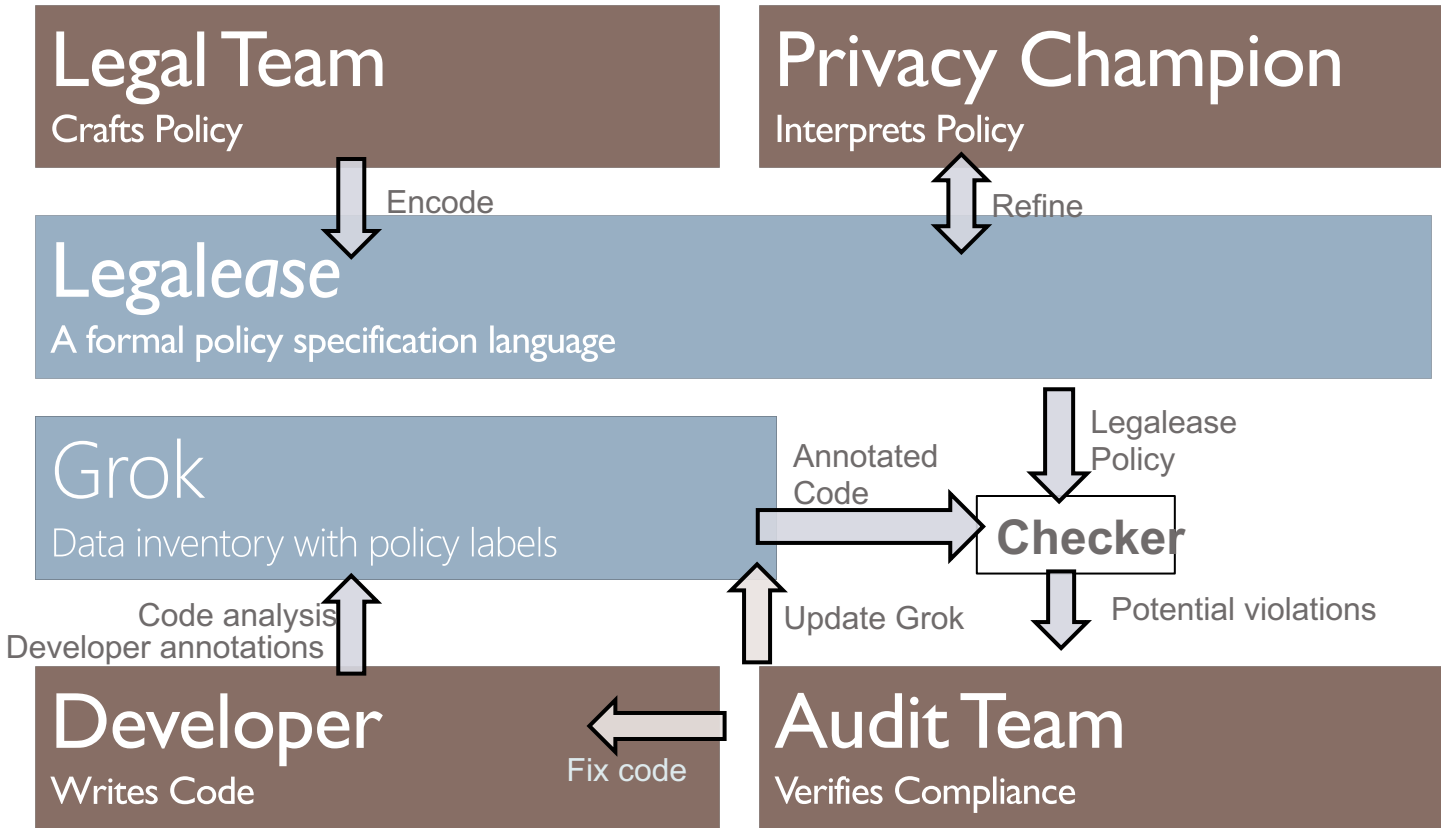 Legal Team
Crafts Policy
Privacy Champion
Interprets Policy
Encode
Refine
Legalease
A formal policy specification language
Legalease
Policy
Grok
Data inventory with policy labels
Annotated
Code
Checker
Code analysis
Developer annotations
Update Grok
Potential violations
Developer
Writes Code
Fix code
Audit Team
Verifies Compliance